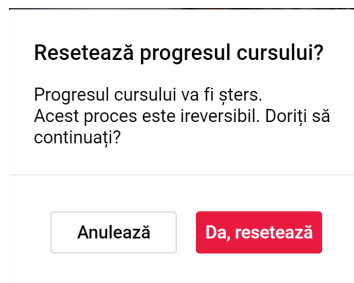 Resetează progresul cursului?
Progresul cursului va fi șters.
Acest proces este ireversibil. Doriți să
continuați?
Anulează
Da, resetează